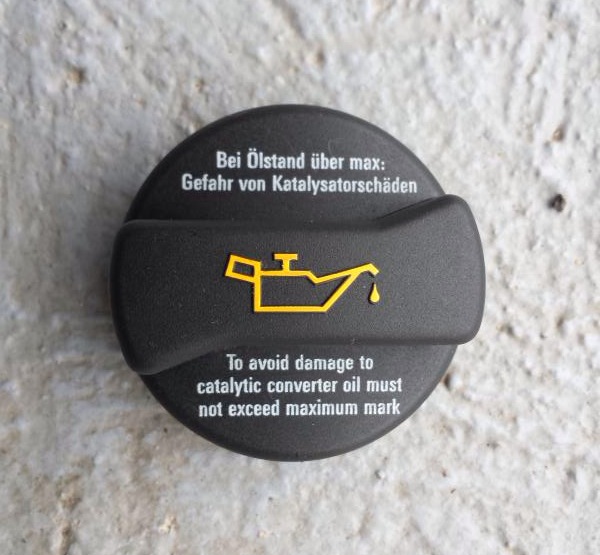 Bei Ölstand über max:
Gefahr von Katalysatorschäden
To avoid damage to
catalytic converter oil must
not exceed maximum mark